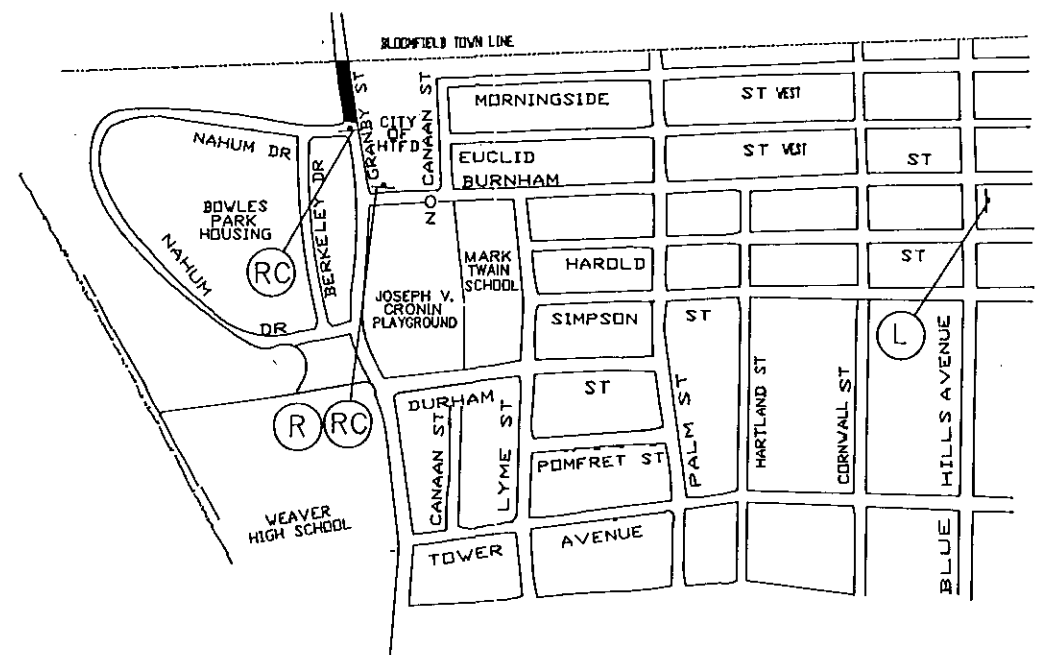 BLOOMFIELD TOWN LINE
GRANBY ST
NO CANAAN ST
MORNINGSIDE
ST WEST
CITY
OF
HTFD
NAHUM DR
EUCLID
ST WEST
ST
BURNHAM
BERKELEY DR
BOWLES
PARK
HOUSING
NAHUM
DR
RC
MARK
TWAIN
SCHOOL
HAROLD
ST
JOSEPH V.
CRONIN
PLAYGROUND
SIMPSON
ST
L
DURHAM
ST
R
RC
CANAAN ST
LYME ST
PALM ST
HARTLAND ST
CORNWALL ST
BLUE HILLS AVENUE
POMFRET ST
WEAVER
HIGH SCHOOL
TOWER
AVENUE